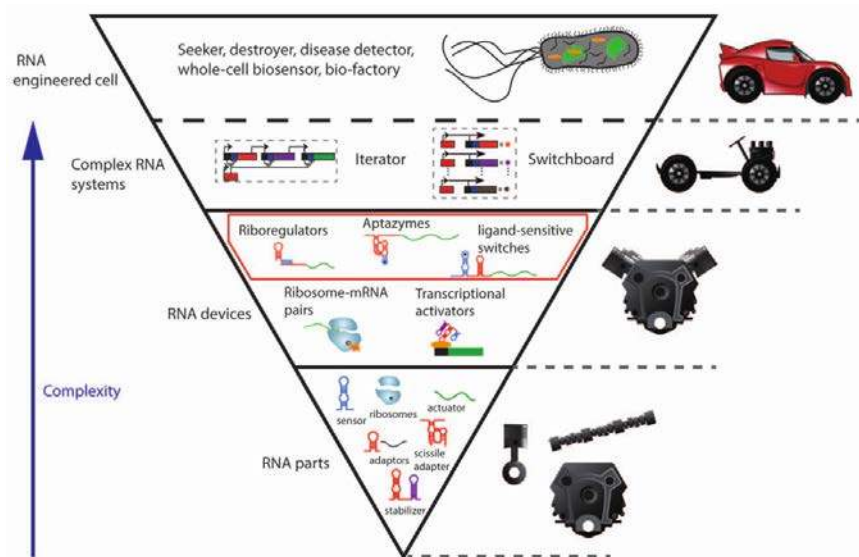 RNA
engineered cell
Seeker, destroyer, disease detector,
whole-cell biosensor, bio-factory
Complex RNA
systems
Iterator
Switchboard
Riboregulators
Aptazymes
ligand-sensitive
switches
RNA devices
Ribosome-mRNA
pairs
Transcriptional
activators
Complexity
RNA parts
sensor
ribosomes
actuator
adaptors
scissile
adapter
stabilizer